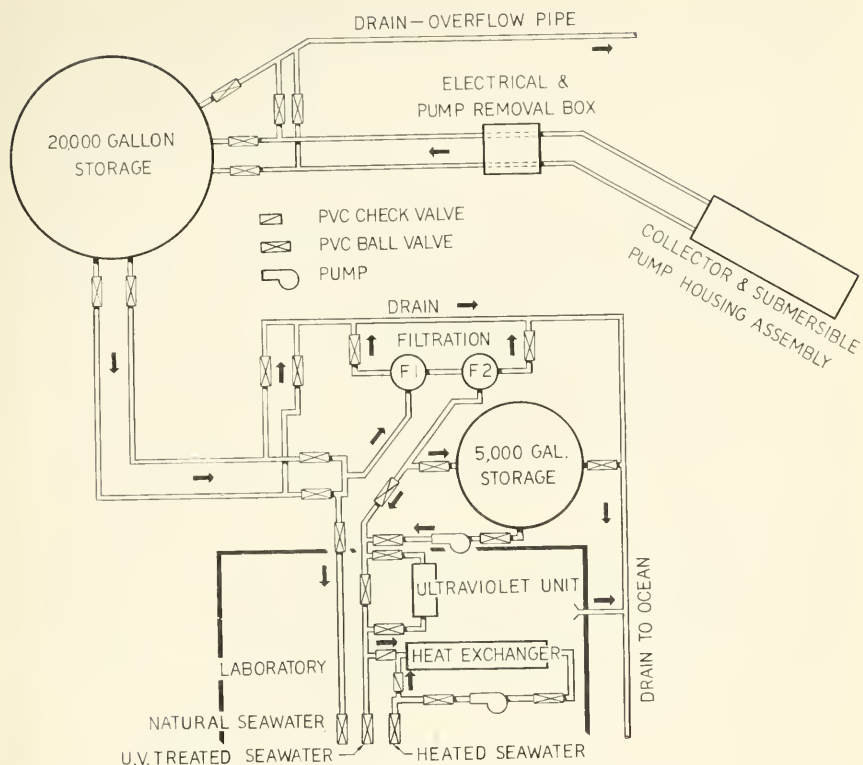 DRAIN—OVERFLOW PIPE
ELECTRICAL &
PUMP REMOVAL BOX
20,000 GALLON
STORAGE
PVC CHECK VALVE
PVC BALL VALVE
PUMP
COLLECTOR & SUBMERSIBLE
PUMP HOUSING ASSEMBLY
DRAIN
FILTRATION
F1
F2
5,000 GAL.
STORAGE
ULTRAVIOLET UNIT
HEAT EXCHANGER
LABORATORY
DRAIN TO OCEAN
NATURAL SEAWATER
U.V. TREATED SEAWATER
HEATED SEAWATER